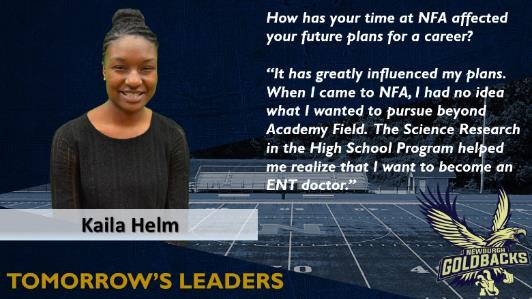 How has your time at NFA affected
your future plans for a career?
“It has greatly influenced my plans.
When I came to NFA, I had no idea
what I wanted to pursue beyond
Academy Field. The Science Research
in the High School Program helped
me realize that I want to become an
ENT doctor.”
Kaila Helm
NEWBURGH
GOLDBACKS
TOMORROW’S LEADERS